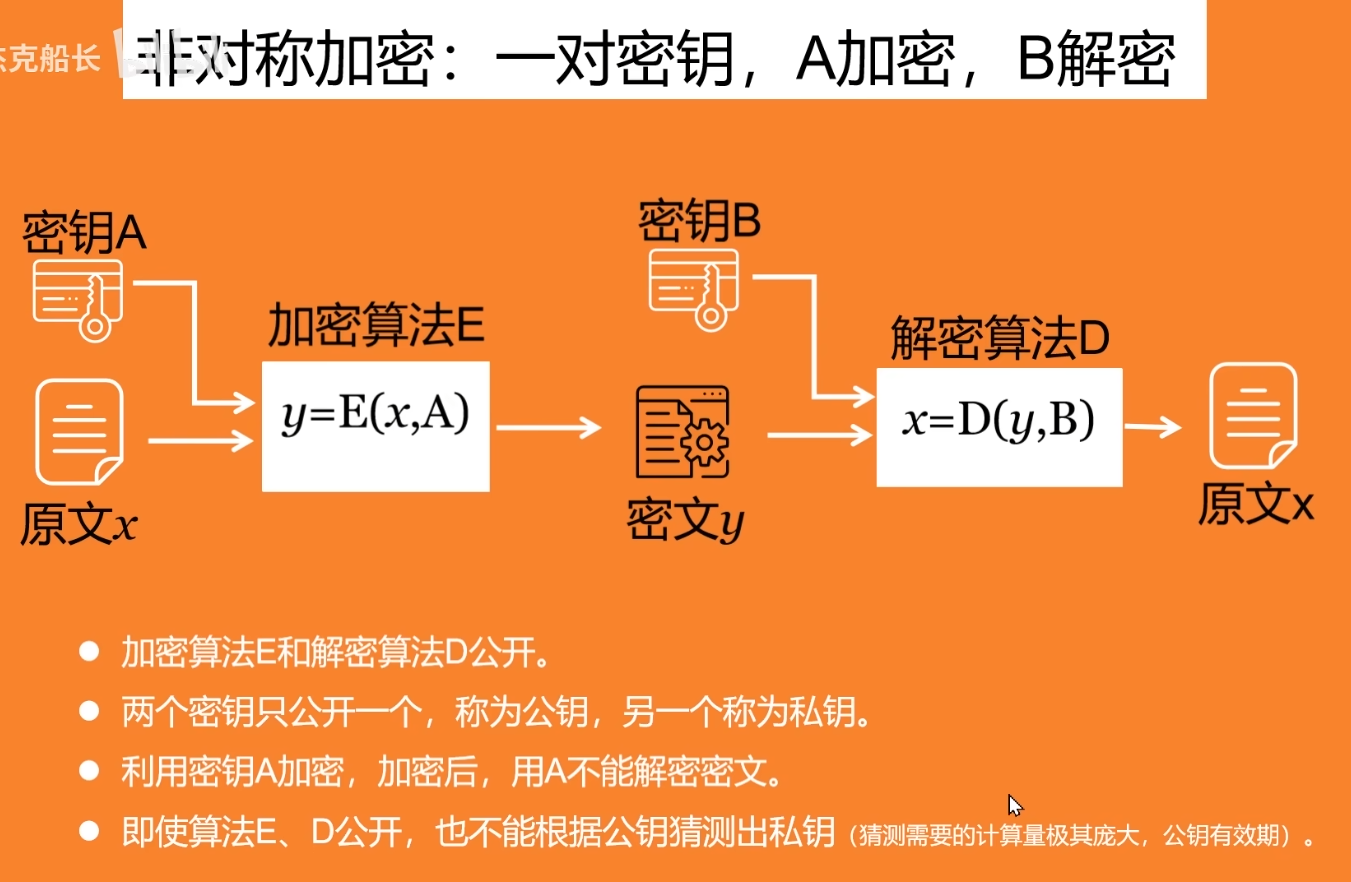 克船长
非对称加密：一对密钥，A加密，B解密
密钥A
密钥B
加密算法E
解密算法D
y=E(x,A)
x=D(y,B)
原文x
密文y
原文x
加密算法E和解密算法D公开。
两个密钥只公开一个，称为公钥，另一个称为私钥。
利用密钥A加密，加密后，用A不能解密密文。
即使算法E、D公开，也不能根据公钥猜测出私钥（猜测需要的计算量极其庞大，公钥有效期）。